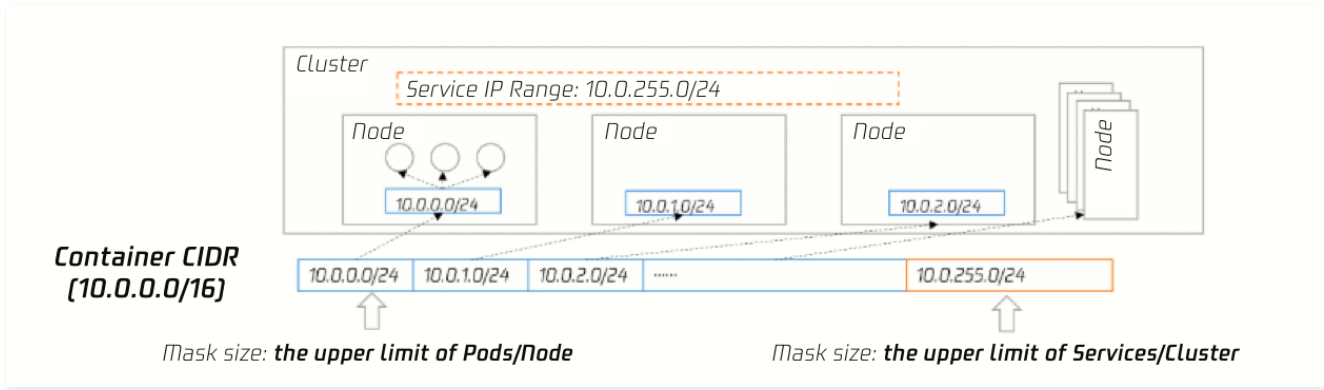 Cluster
Service IP Range: 10.0.255.0/24
Node
Node
Node
Node
10.0.0.0/24
10.0.1.0/24
10.0.2.0/24
Container CIDR
(10.0.0.0/16)
10.0.0.0/24
10.0.1.0/24
10.0.2.0/24
......
10.0.255.0/24
Mask size: the upper limit of Pods/Node
Mask size: the upper limit of Services/Cluster